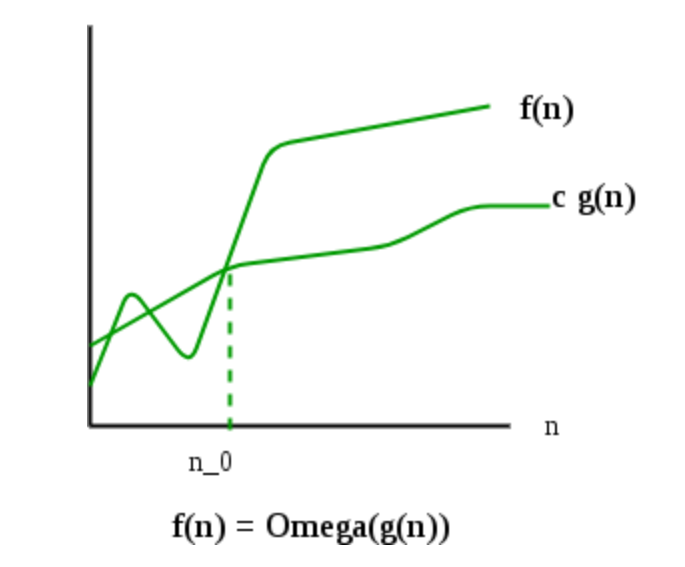 f(n)
c g(n)
n
n_0
f(n) = Omega(g(n))